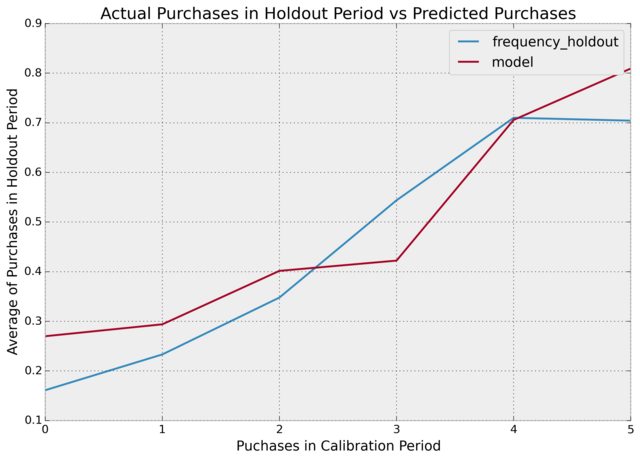 Actual Purchases in Holdout Period vs Predicted Purchases
frequency_holdout
model
Average of Purchases in Holdout Period
0.9
0.8
0.7
0.6
0.5
0.4
0.3
0.2
0.1
0 1 2 3 4 5
Puchases in Calibration Period